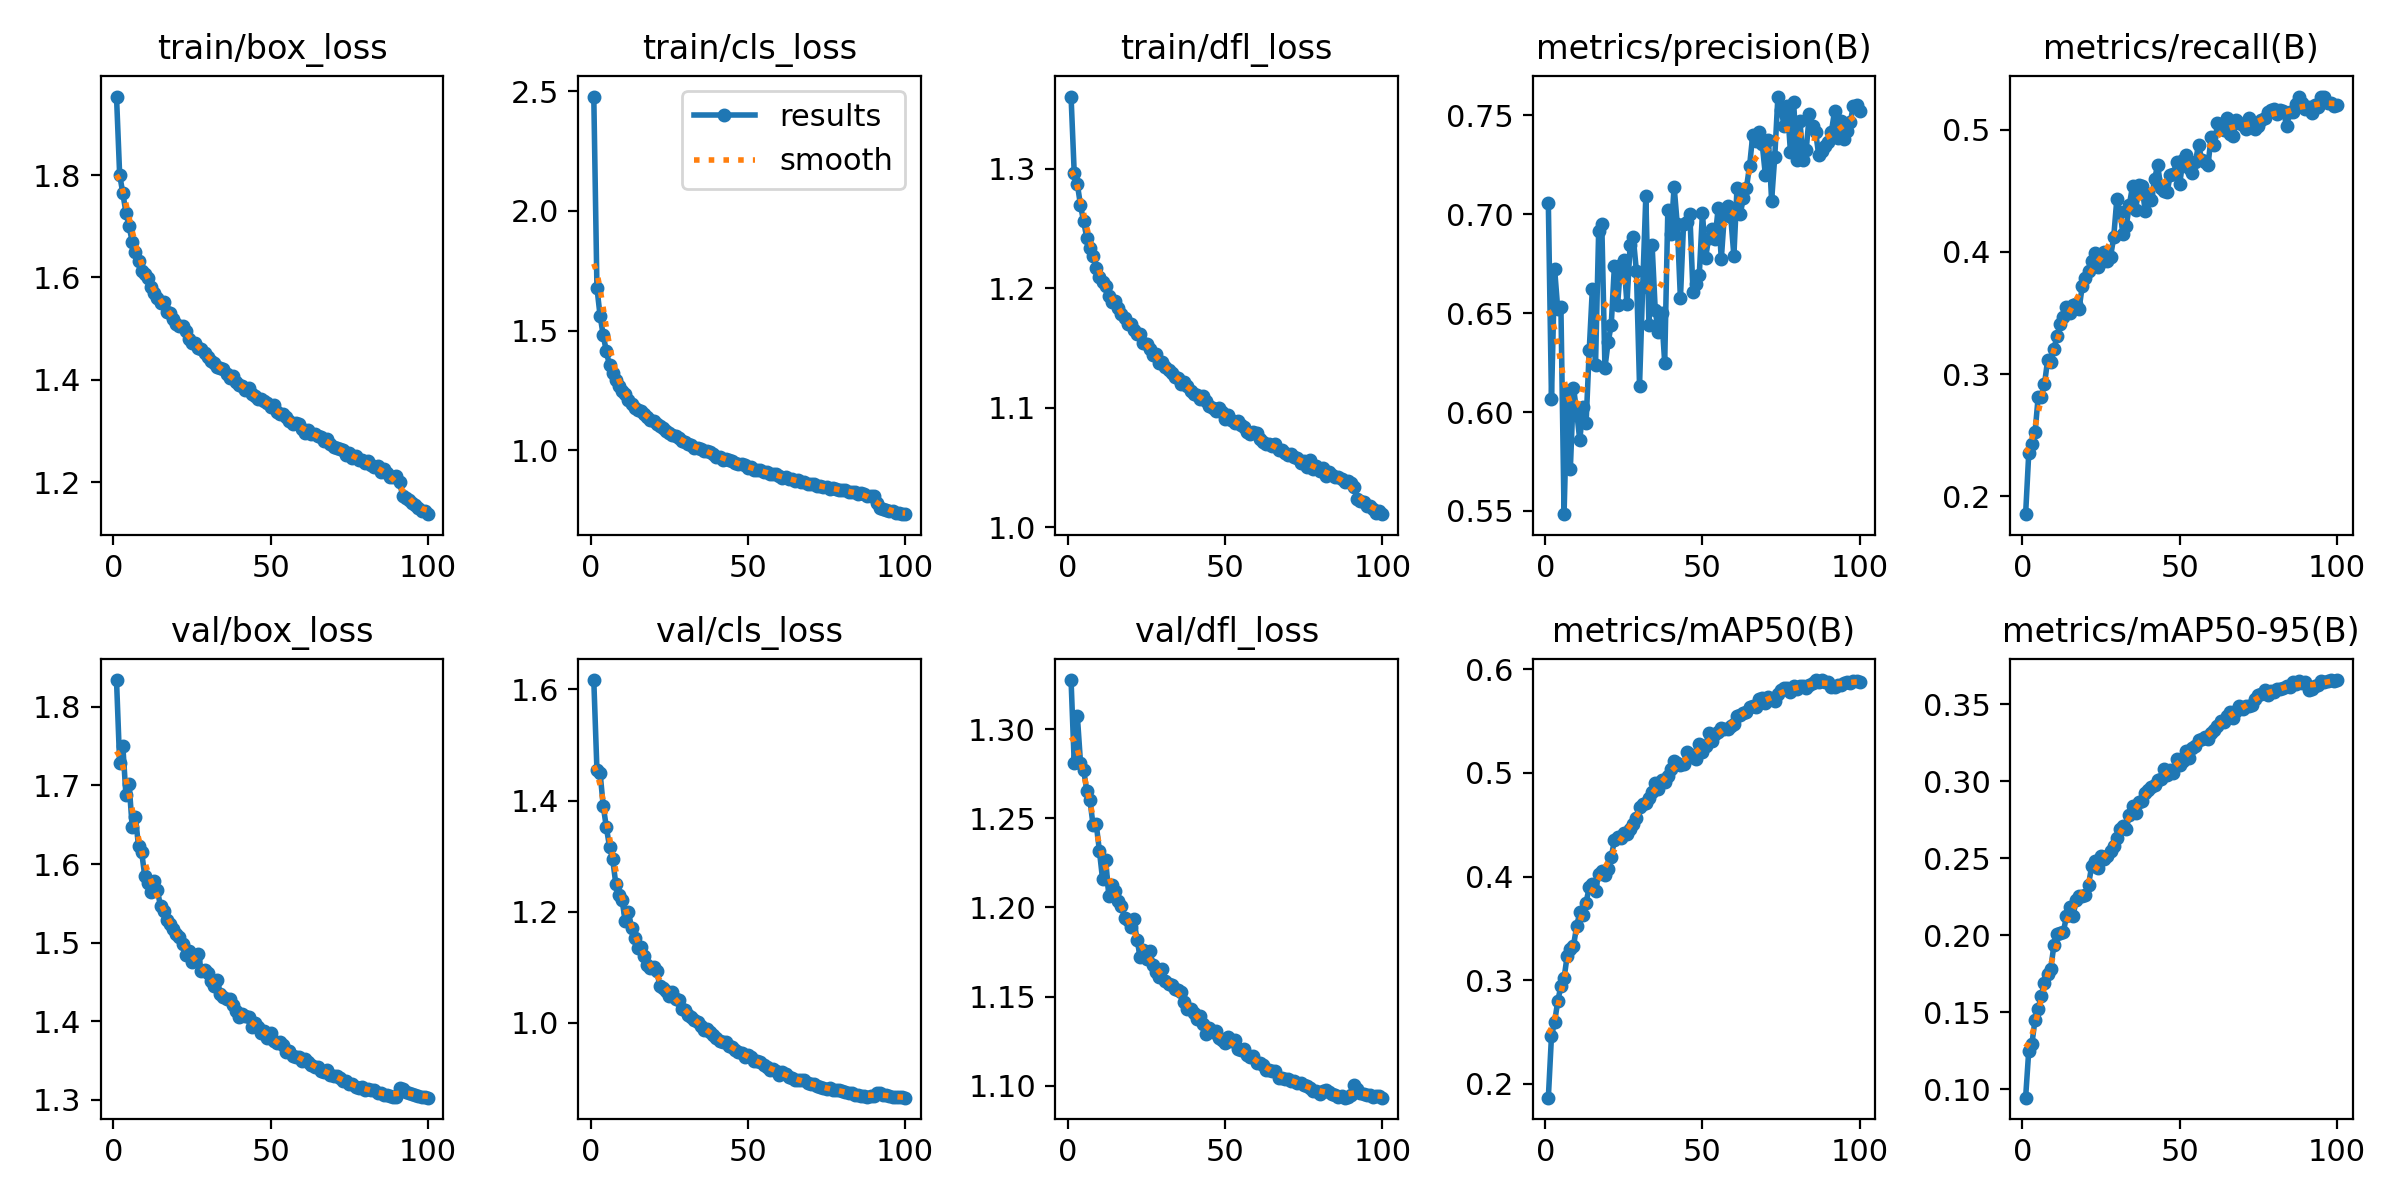 train/box_loss
1.8
1.6
1.4
1.2
0 50 100
train/cls_loss
results
smooth
2.5
2.0
1.5
1.0
0 50 100
train/dfl_loss
1.3
1.2
1.1
1.0
0 50 100
metrics/precision(B)
0.75
0.70
0.65
0.60
0.55
0 50 100
metrics/recall(B)
0.5
0.4
0.3
0.2
0 50 100
val/box_loss
1.8
1.7
1.6
1.5
1.4
1.3
0 50 100
val/cls_loss
1.6
1.4
1.2
1.0
0 50 100
val/dfl_loss
1.30
1.25
1.20
1.15
1.10
0 50 100
metrics/mAP50(B)
0.6
0.5
0.4
0.3
0.2
0 50 100
metrics/mAP50-95(B)
0.35
0.30
0.25
0.20
0.15
0.10
0 50 100